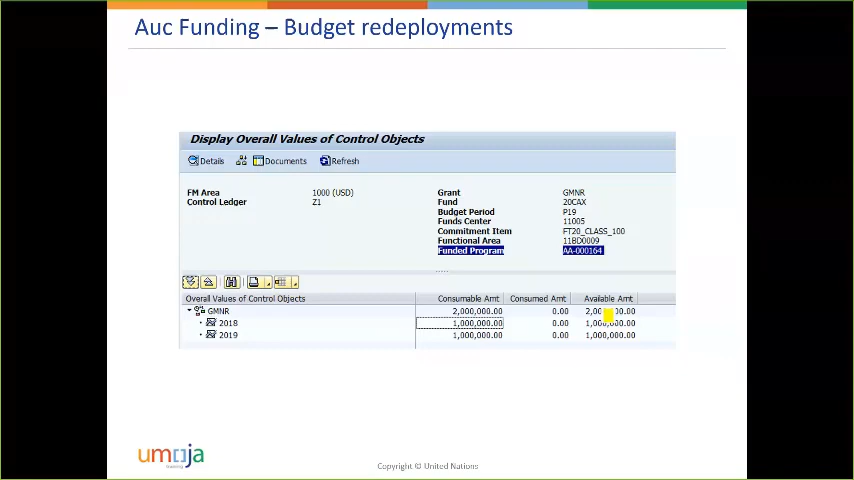 Auc Funding – Budget redeployments
Display Overall Values of Control Objects
Details Documents Refresh
FM Area 1000 (USD) Grant GMNR
Control Ledger Z1 Fund 20CAX
Budget Period P19
Funds Center 11005
Commitment Item FT20_CLASS_100
Functional Area 11BD0009
Funded Program AA-000164
Overall Values of Control Objects Consumable Amt Consumed Amt Available Amt
GMNR 2,000,000.00 0.00
2018 1,000,000.00 0.00 1,000,000.00
2019 1,000,000.00 0.00 1,000,000.00
umoja
Copyright © United Nations